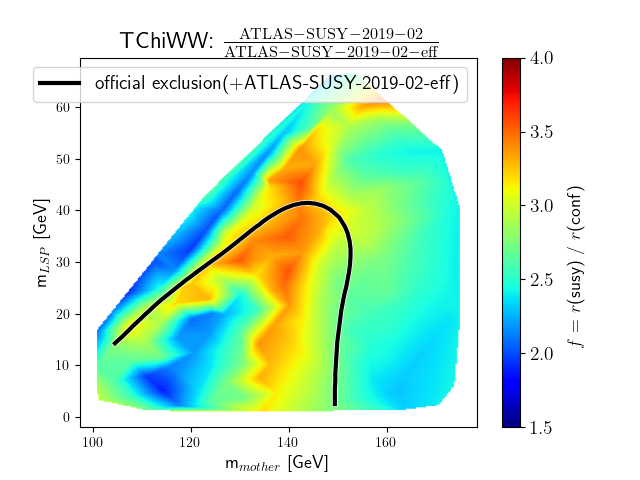 TChiWW: ATLAS−SUSY−2019−02 / ATLAS−SUSY−2019−02−eff
official exclusion(+ATLAS-SUSY-2019-02-eff)
60
50
40
30
20
10
0
m_LSP [GeV]
100 120 140 160
m_mother [GeV]
4.0
3.5
3.0
2.5
2.0
1.5
f = r(susy) / r(conf)